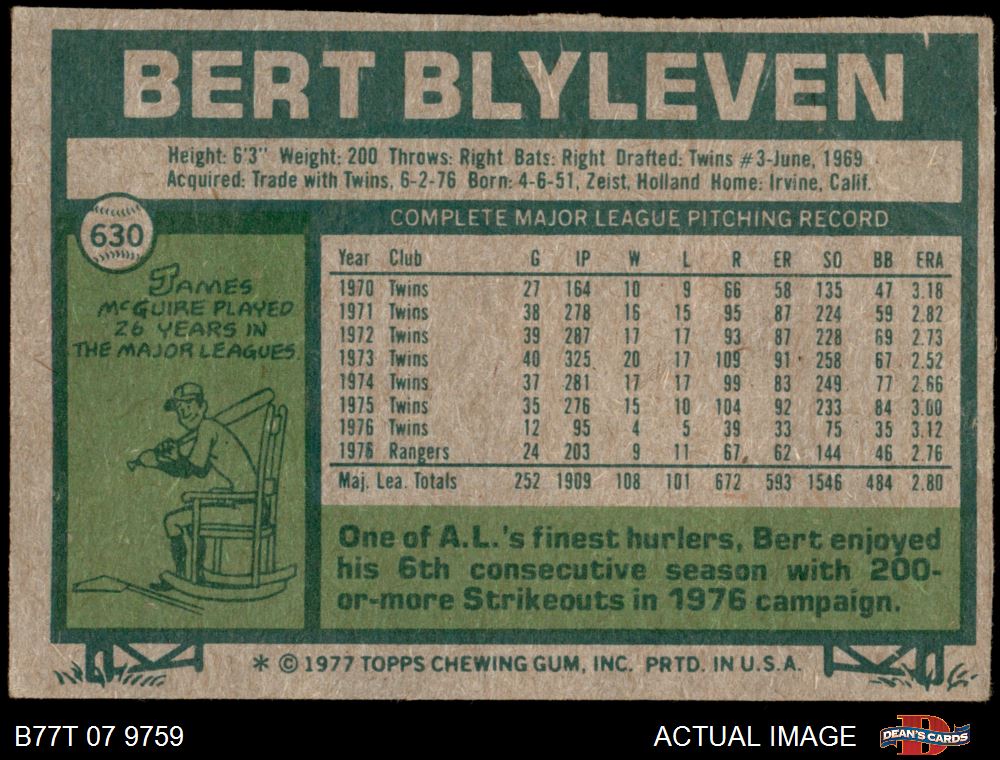 BERT BLYLEVEN
Height: 6'3" Weight: 200 Throws: Right Bats: Right Drafted: Twins #3-June, 1969
Acquired: Trade with Twins, 6-2-76 Born: 4-6-51, Zeist, Holland Home: Irvine, Calif.
630
JAMES
McGUIRE PLAYED
26 YEARS IN
THE MAJOR LEAGUES.
COMPLETE MAJOR LEAGUE PITCHING RECORD
Year Club G IP W L R ER SO BB ERA
1970 Twins 27 164 10 9 66 58 135 47 3.18
1971 Twins 38 278 16 15 95 87 224 59 2.82
1972 Twins 39 287 17 17 93 87 228 69 2.73
1973 Twins 40 325 20 17 109 91 258 67 2.52
1974 Twins 37 281 17 17 99 83 249 77 2.66
1975 Twins 35 276 15 10 104 92 233 84 3.00
1976 Twins 12 95 4 5 39 33 75 35 3.12
1976 Rangers 24 203 9 11 67 62 144 46 2.76
Maj. Lea. Totals 252 1909 108 101 672 593 1546 484 2.80
One of A.L.'s finest hurlers, Bert enjoyed
his 6th consecutive season with 200-
or-more Strikeouts in 1976 campaign.
* © 1977 TOPPS CHEWING GUM, INC. PRTD. IN U.S.A.
B77T 07 9759
ACTUAL IMAGE
D
DEAN'S CARDS